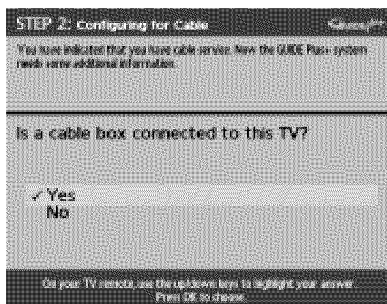 STEP 2: Configuring for Cable
You have indicated that you have cable service. Now the GUIDE Plus+ system
needs some additional information.
Is a cable box connected to this TV?
✓ Yes
No
On your TV remote, use the up/down keys to highlight your answer.
Press OK to choose.